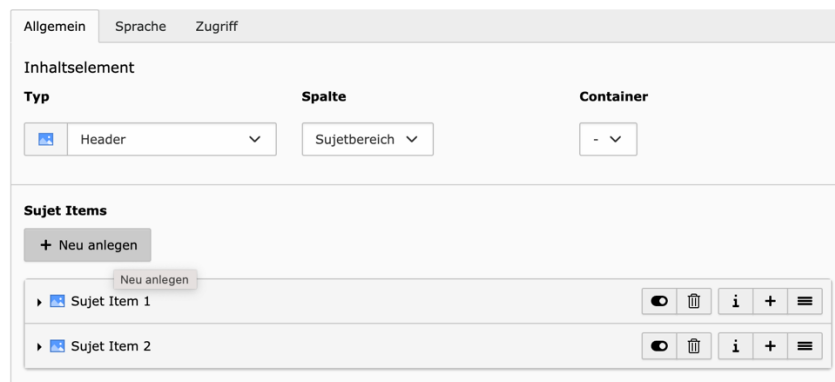 Allgemein Sprache Zugriff
Inhaltselement
Typ Spalte Container
Header Sujetbereich -
Sujet Items
+ Neu anlegen
Neu anlegen
Sujet Item 1
Sujet Item 2